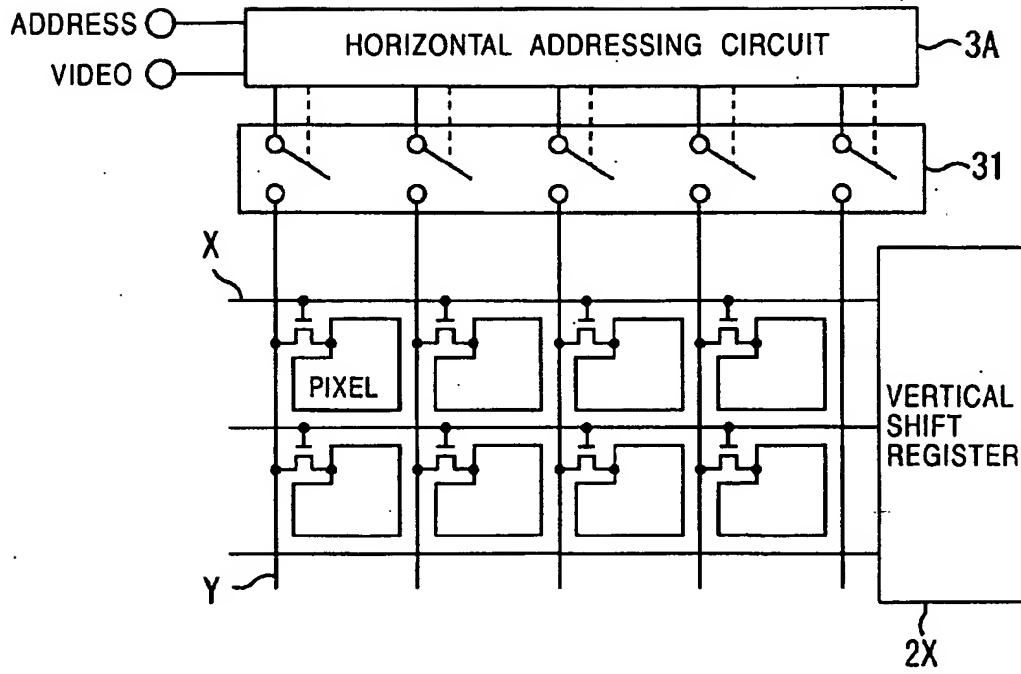 ADDRESS
HORIZONTAL ADDRESSING CIRCUIT
3A
VIDEO
31
X
PIXEL
VERTICAL
SHIFT
REGISTER
Y
2X